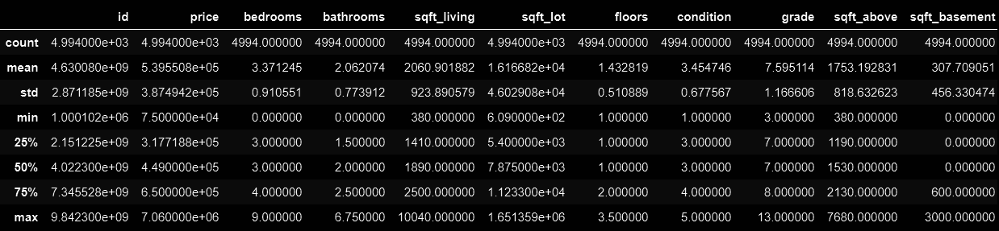 id price bedrooms bathrooms sqft_living sqft_lot floors condition grade sqft_above sqft_basement
count 4.994000e+03 4.994000e+03 4994.000000 4994.000000 4994.000000 4.994000e+03 4994.000000 4994.000000 4994.000000 4994.000000 4994.000000
mean 4.630080e+09 5.395508e+05 3.371245 2.062074 2060.901882 1.616682e+04 1.432819 3.454746 7.595114 1753.192831 307.709051
std 2.871185e+09 3.874942e+05 0.910551 0.773912 923.890579 4.602908e+04 0.510889 0.677567 1.166606 818.632623 456.330474
min 1.000102e+06 7.500000e+04 0.000000 0.000000 380.000000 6.090000e+02 1.000000 1.000000 3.000000 380.000000 0.000000
25% 2.151225e+09 3.177188e+05 3.000000 1.500000 1410.000000 5.400000e+03 1.000000 3.000000 7.000000 1190.000000 0.000000
50% 4.022300e+09 4.490000e+05 3.000000 2.000000 1890.000000 7.875000e+03 1.000000 3.000000 7.000000 1530.000000 0.000000
75% 7.345528e+09 6.500000e+05 4.000000 2.500000 2500.000000 1.123300e+04 2.000000 4.000000 8.000000 2130.000000 600.000000
max 9.842300e+09 7.060000e+06 9.000000 6.750000 10040.000000 1.651359e+06 3.500000 5.000000 13.000000 7680.000000 3000.000000